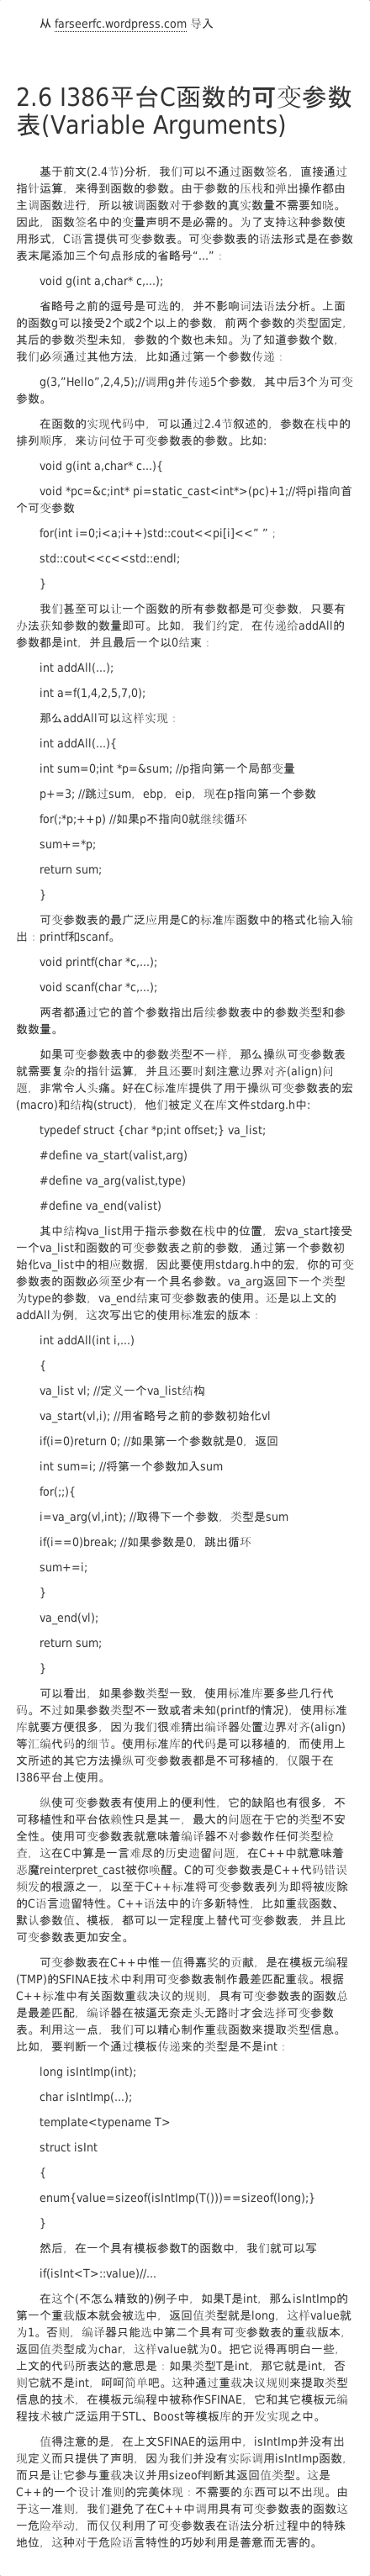 从 farseerfc.wordpress.com 导入
2.6 I386平台C函数的可变参数
表(Variable Arguments)
基于前文(2.4节)分析，我们可以不通过函数签名，直接通过
指针运算，来得到函数的参数。由于参数的压栈和弹出操作都由
主调函数进行，所以被调函数对于参数的真实数量不需要知晓。
因此，函数签名中的变量声明不是必需的。为了支持这种参数使
用形式，C语言提供可变参数表。可变参数表的语法形式是在参数
表末尾添加三个句点形成的省略号“...”：
void g(int a,char* c,...);
省略号之前的逗号是可选的，并不影响词法语法分析。上面
的函数g可以接受2个或2个以上的参数，前两个参数的类型固定，
其后的参数类型未知，参数的个数也未知。为了知道参数个数，
我们必须通过其他方法，比如通过第一个参数传递：
g(3,”Hello”,2,4,5);//调用g并传递5个参数，其中后3个为可变
参数。
在函数的实现代码中，可以通过2.4节叙述的，参数在栈中的
排列顺序，来访问位于可变参数表的参数。比如:
void g(int a,char* c...){
void *pc=&c;int* pi=static_cast<int*>(pc)+1;//将pi指向首
个可变参数
for(int i=0;i<a;i++)std::cout<<pi[i]<<” ”；
std::cout<<c<<std::endl;
}
我们甚至可以让一个函数的所有参数都是可变参数，只要有
办法获知参数的数量即可。比如，我们约定，在传递给addAll的
参数都是int，并且最后一个以0结束：
int addAll(...);
int a=f(1,4,2,5,7,0);
那么addAll可以这样实现：
int addAll(...){
int sum=0;int *p=&sum; //p指向第一个局部变量
p+=3; //跳过sum，ebp，eip，现在p指向第一个参数
for(;*p;++p) //如果p不指向0就继续循环
sum+=*p;
return sum;
}
可变参数表的最广泛应用是C的标准库函数中的格式化输入输
出：printf和scanf。
void printf(char *c,...);
void scanf(char *c,...);
两者都通过它的首个参数指出后续参数表中的参数类型和参
数数量。
如果可变参数表中的参数类型不一样，那么操纵可变参数表
就需要复杂的指针运算，并且还要时刻注意边界对齐(align)问
题，非常令人头痛。好在C标准库提供了用于操纵可变参数表的宏
(macro)和结构(struct)，他们被定义在库文件stdarg.h中:
typedef struct {char *p;int offset;} va_list;
#define va_start(valist,arg)
#define va_arg(valist,type)
#define va_end(valist)
其中结构va_list用于指示参数在栈中的位置，宏va_start接受
一个va_list和函数的可变参数表之前的参数，通过第一个参数初
始化va_list中的相应数据，因此要使用stdarg.h中的宏，你的可变
参数表的函数必须至少有一个具名参数。va_arg返回下一个类型
为type的参数，va_end结束可变参数表的使用。还是以上文的
addAll为例，这次写出它的使用标准宏的版本：
int addAll(int i,...)
{
va_list vl; //定义一个va_list结构
va_start(vl,i); //用省略号之前的参数初始化vl
if(i=0)return 0; //如果第一个参数就是0，返回
int sum=i; //将第一个参数加入sum
for(;;){
i=va_arg(vl,int); //取得下一个参数，类型是sum
if(i==0)break; //如果参数是0，跳出循环
sum+=i;
}
va_end(vl);
return sum;
}
可以看出，如果参数类型一致，使用标准库要多些几行代
码。不过如果参数类型不一致或者未知(printf的情况)，使用标准
库就要方便很多，因为我们很难猜出编译器处置边界对齐(align)
等汇编代码的细节。使用标准库的代码是可以移植的，而使用上
文所述的其它方法操纵可变参数表都是不可移植的，仅限于在
I386平台上使用。
纵使可变参数表有使用上的便利性，它的缺陷也有很多，不
可移植性和平台依赖性只是其一，最大的问题在于它的类型不安
全性。使用可变参数表就意味着编译器不对参数作任何类型检
查，这在C中算是一言难尽的历史遗留问题，在C++中就意味着
恶魔reinterpret_cast被你唤醒。C的可变参数表是C++代码错误
频发的根源之一，以至于C++标准将可变参数表列为即将被废除
的C语言遗留特性。C++语法中的许多新特性，比如重载函数、
默认参数值、模板，都可以一定程度上替代可变参数表，并且比
可变参数表更加安全。
可变参数表在C++中惟一值得嘉奖的贡献，是在模板元编程
(TMP)的SFINAE技术中利用可变参数表制作最差匹配重载。根据
C++标准中有关函数重载决议的规则，具有可变参数表的函数总
是最差匹配，编译器在被逼无奈走头无路时才会选择可变参数
表。利用这一点，我们可以精心制作重载函数来提取类型信息。
比如，要判断一个通过模板传递来的类型是不是int：
long isIntImp(int);
char isIntImp(...);
template<typename T>
struct isInt
{
enum{value=sizeof(isIntImp(T()))==sizeof(long);}
}
然后，在一个具有模板参数T的函数中，我们就可以写
if(isInt<T>::value)//...
在这个(不怎么精致的)例子中，如果T是int，那么isIntImp的
第一个重载版本就会被选中，返回值类型就是long，这样value就
为1。否则，编译器只能选中第二个具有可变参数表的重载版本，
返回值类型成为char，这样value就为0。把它说得再明白一些，
上文的代码所表达的意思是：如果类型T是int，那它就是int，否
则它就不是int，呵呵简单吧。这种通过重载决议规则来提取类型
信息的技术，在模板元编程中被称作SFINAE，它和其它模板元编
程技术被广泛运用于STL、Boost等模板库的开发实现之中。
值得注意的是，在上文SFINAE的运用中，isIntImp并没有出
现定义而只提供了声明，因为我们并没有实际调用isIntImp函数，
而只是让它参与重载决议并用sizeof判断其返回值类型。这是
C++的一个设计准则的完美体现：不需要的东西可以不出现。由
于这一准则，我们避免了在C++中调用具有可变参数表的函数这
一危险举动，而仅仅利用了可变参数表在语法分析过程中的特殊
地位，这种对于危险语言特性的巧妙利用是善意而无害的。